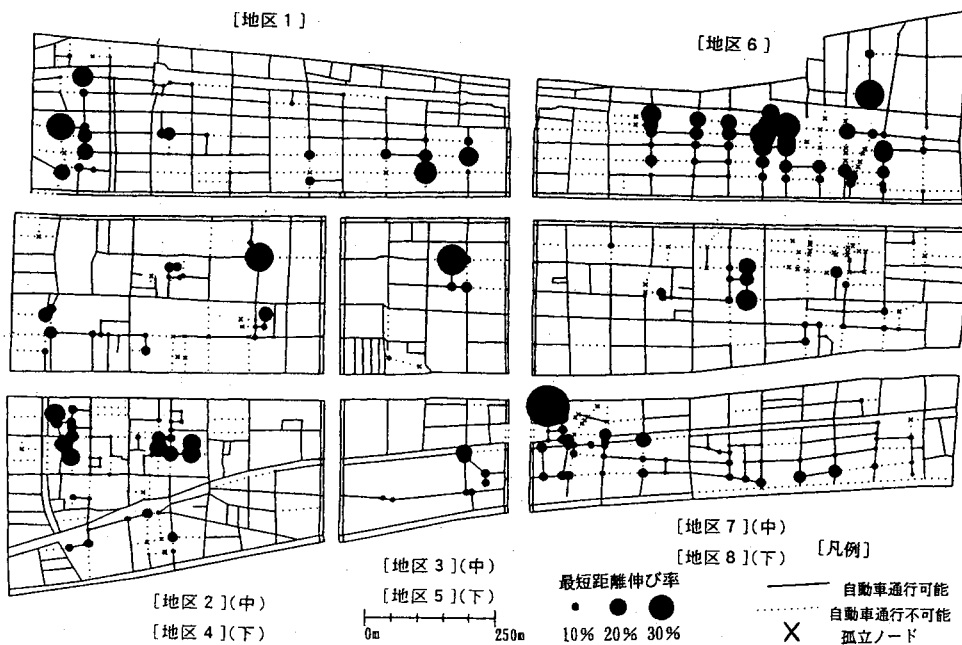 [地区1]
[地区6]
[地区7](中)
[地区8](下)
[地区3](中)
[地区5](下)
[地区2](中)
[地区4](下)
0m 250m
[凡例]
最短距離伸び率
10% 20% 30%
自動車通行可能
自動車通行不可能
孤立ノード